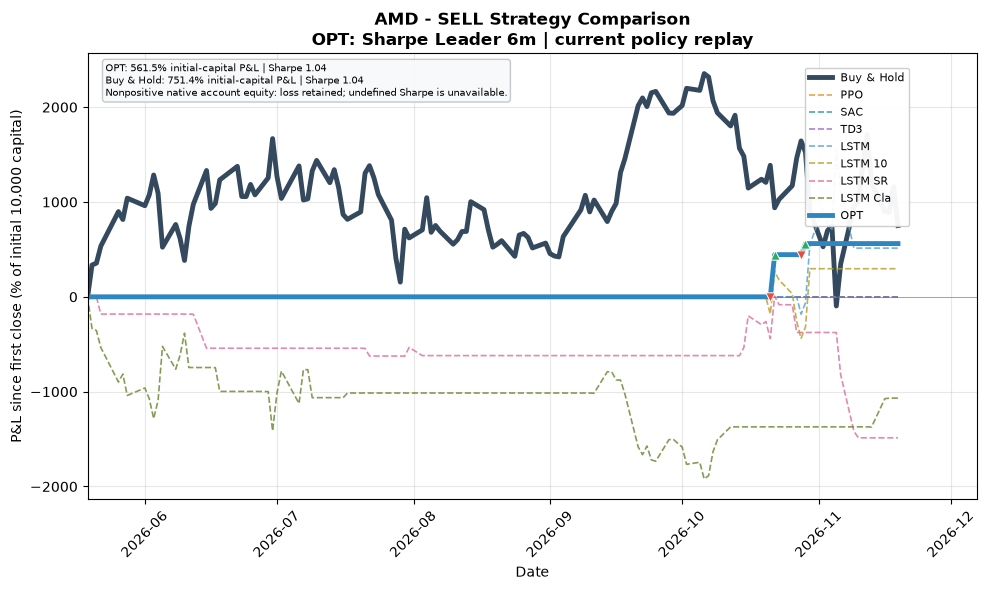 AMD - SELL Strategy Comparison
OPT: Sharpe Leader 6m | current policy replay
OPT: 561.5% initial-capital P&L | Sharpe 1.04
Buy & Hold: 751.4% initial-capital P&L | Sharpe 1.04
Nonpositive native account equity: loss retained; undefined Sharpe is unavailable.
Buy & Hold
PPO
SAC
TD3
LSTM
LSTM 10
LSTM SR
LSTM Cla
OPT
P&L since first close (% of initial 10,000 capital)
2000
1000
0
−1000
−2000
2026-06
2026-07
2026-08
2026-09
2026-10
2026-11
2026-12
Date